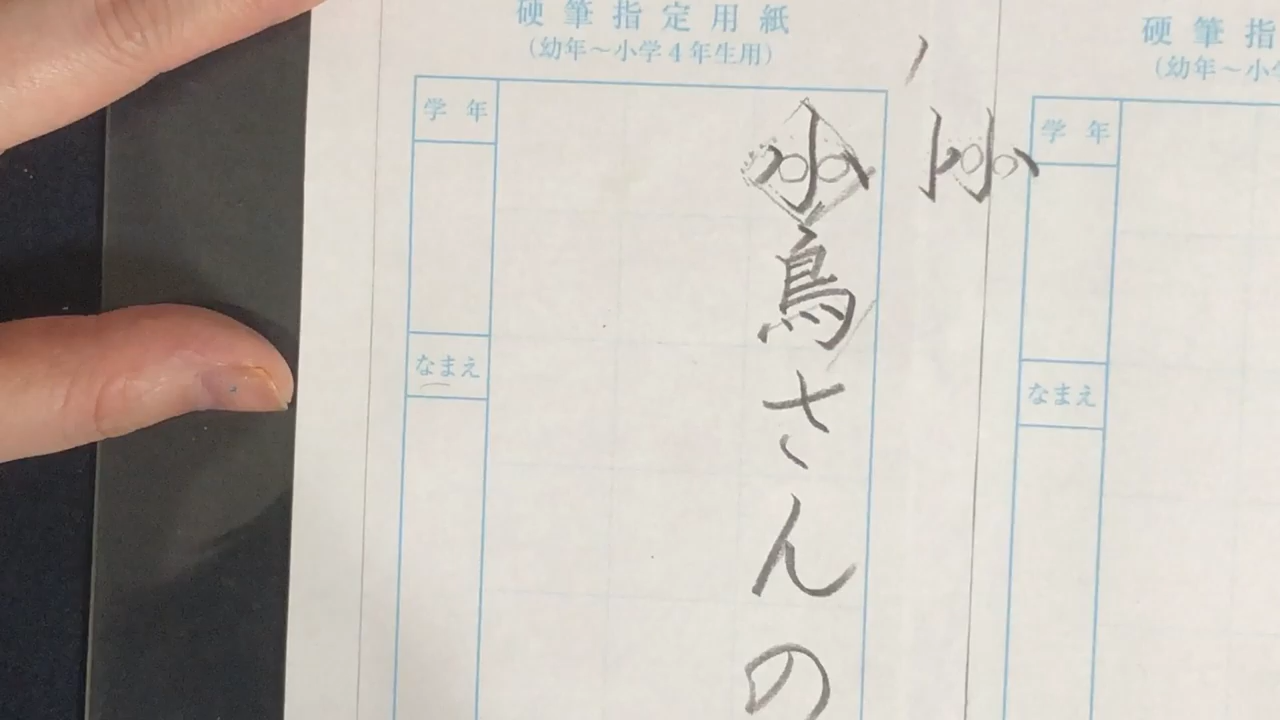 硬筆指定用紙
(幼年～小学4年生用)
学年
なまえ
小鳥さんの
小
硬筆指
(幼年～小学
学年
なまえ